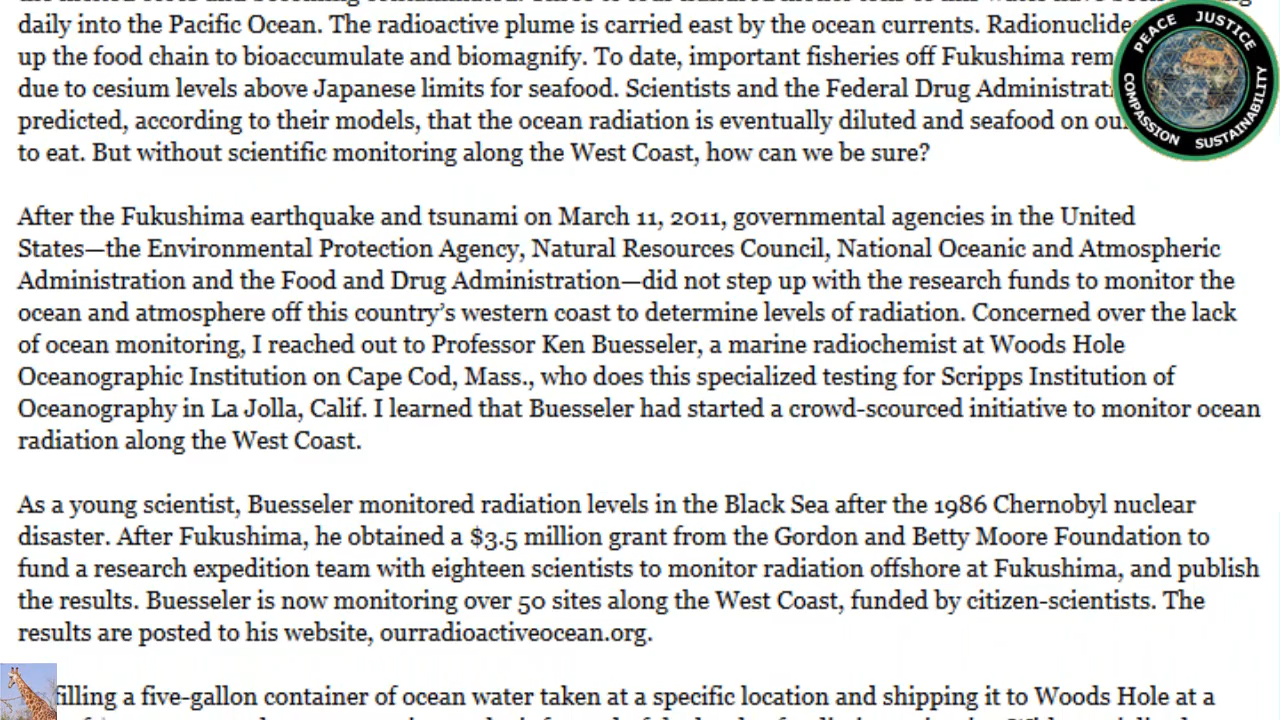 daily into the Pacific Ocean. The radioactive plume is carried east by the ocean currents.
up the food chain to bioaccumulate and biomagnify. To date, important fisheries off Fukushima
due to cesium levels above Japanese limits for seafood. Scientists and the Federal Drug
predicted, according to their models, that the ocean radiation is eventually diluted and seafood on
to eat. But without scientific monitoring along the West Coast, how can we be sure?
PEACE JUSTICE
COMPASSION SUSTAINABILITY
After the Fukushima earthquake and tsunami on March 11, 2011, governmental agencies in the United
States—the Environmental Protection Agency, Natural Resources Council, National Oceanic and Atmospheric
Administration and the Food and Drug Administration—did not step up with the research funds to monitor the
ocean and atmosphere off this country’s western coast to determine levels of radiation. Concerned over the lack
of ocean monitoring, I reached out to Professor Ken Buesseler, a marine radiochemist at Woods Hole
Oceanographic Institution on Cape Cod, Mass., who does this specialized testing for Scripps Institution of
Oceanography in La Jolla, Calif. I learned that Buesseler had started a crowd-scourced initiative to monitor ocean
radiation along the West Coast.
As a young scientist, Buesseler monitored radiation levels in the Black Sea after the 1986 Chernobyl nuclear
disaster. After Fukushima, he obtained a $3.5 million grant from the Gordon and Betty Moore Foundation to
fund a research expedition team with eighteen scientists to monitor radiation offshore at Fukushima, and publish
the results. Buesseler is now monitoring over 50 sites along the West Coast, funded by citizen-scientists. The
results are posted to his website, ourradioactiveocean.org.
filling a five-gallon container of ocean water taken at a specific location and shipping it to Woods Hole at a